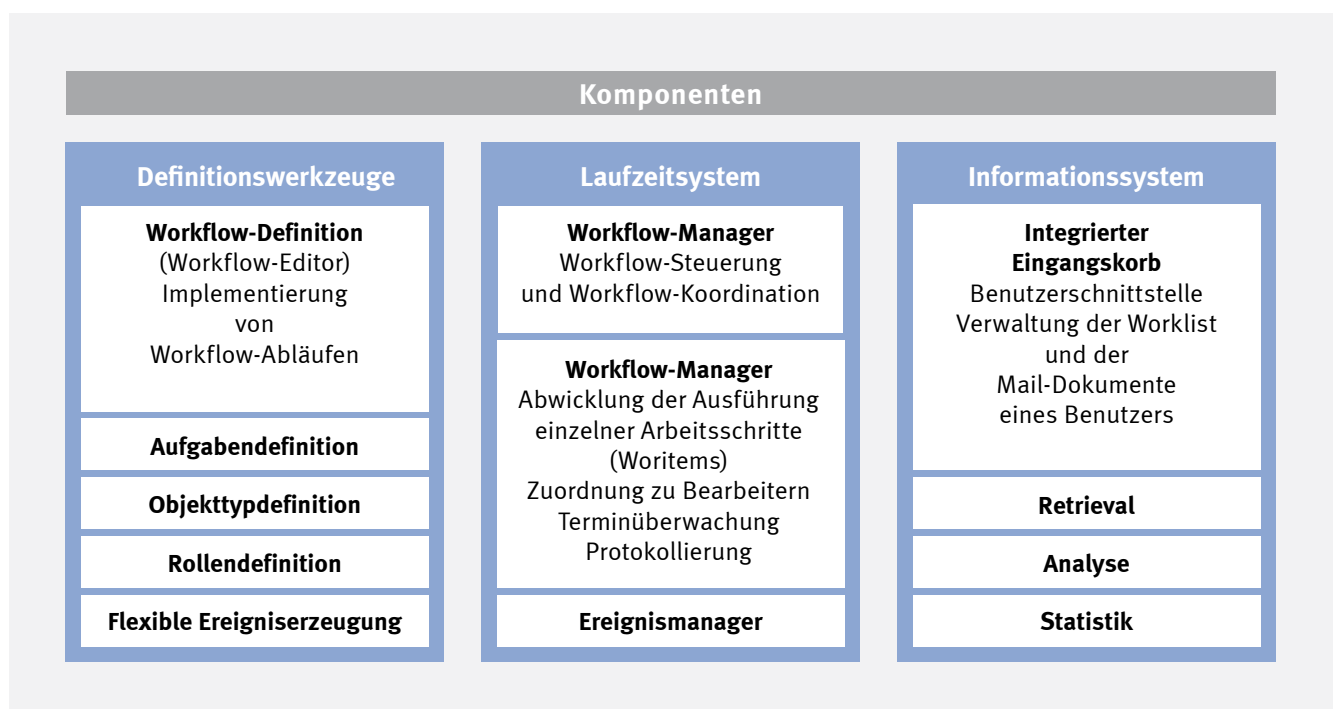 Komponenten
Definitionswerkzeuge
Workflow-Definition
(Workflow-Editor)
Implementierung
von
Workflow-Abläufen
Aufgabendefinition
Objekttypdefinition
Rollendefinition
Flexible Ereigniserzeugung
Laufzeitsystem
Workflow-Manager
Workflow-Steuerung
und Workflow-Koordination
Workflow-Manager
Abwicklung der Ausführung
einzelner Arbeitsschritte
(Woritems)
Zuordnung zu Bearbeitern
Terminüberwachung
Protokollierung
Ereignismanager
Informationssystem
Integrierter
Eingangskorb
Benutzerschnittstelle
Verwaltung der Worklist
und der
Mail-Dokumente
eines Benutzers
Retrieval
Analyse
Statistik